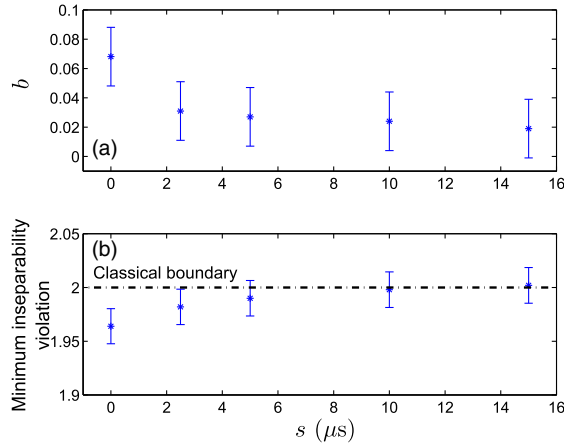 0.1
0.08
0.06
0.04
0.02
0
b
(a)
0 2 4 6 8 10 12 14 16
2.05
2
1.95
1.9
Minimum inseparability
violation
(b)
Classical boundary
0 2 4 6 8 10 12 14 16
s (μs)